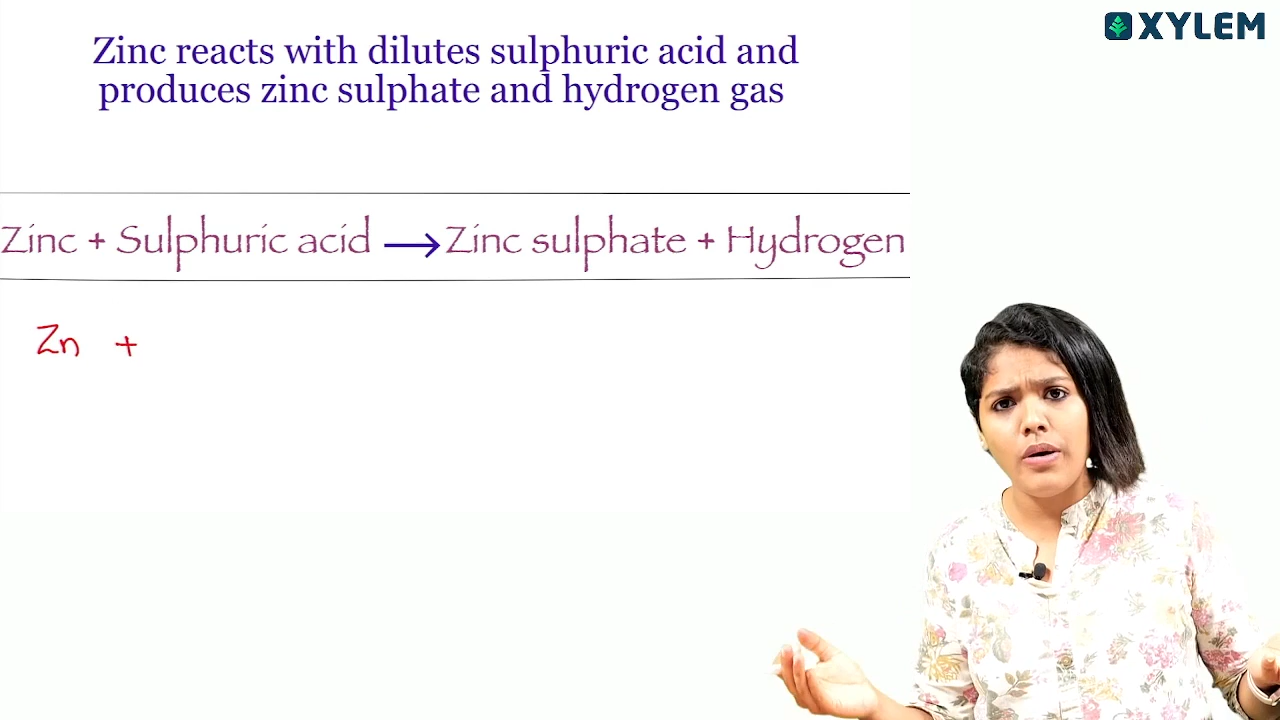 XYLEM
Zinc reacts with dilutes sulphuric acid and
produces zinc sulphate and hydrogen gas
Zinc + Sulphuric acid ⟶ Zinc sulphate + Hydrogen
Zn +